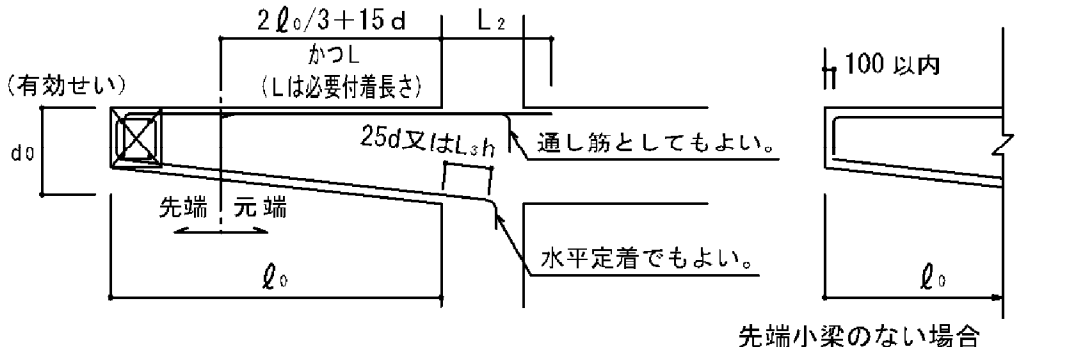 2ℓ₀/3+15d
L₂
かつL
(Lは必要付着長さ)
(有効せい)
d₀
25d又はL₃h
通し筋としてもよい。
先端
元端
水平定着でもよい。
ℓ₀
100 以内
ℓ₀
先端小梁のない場合